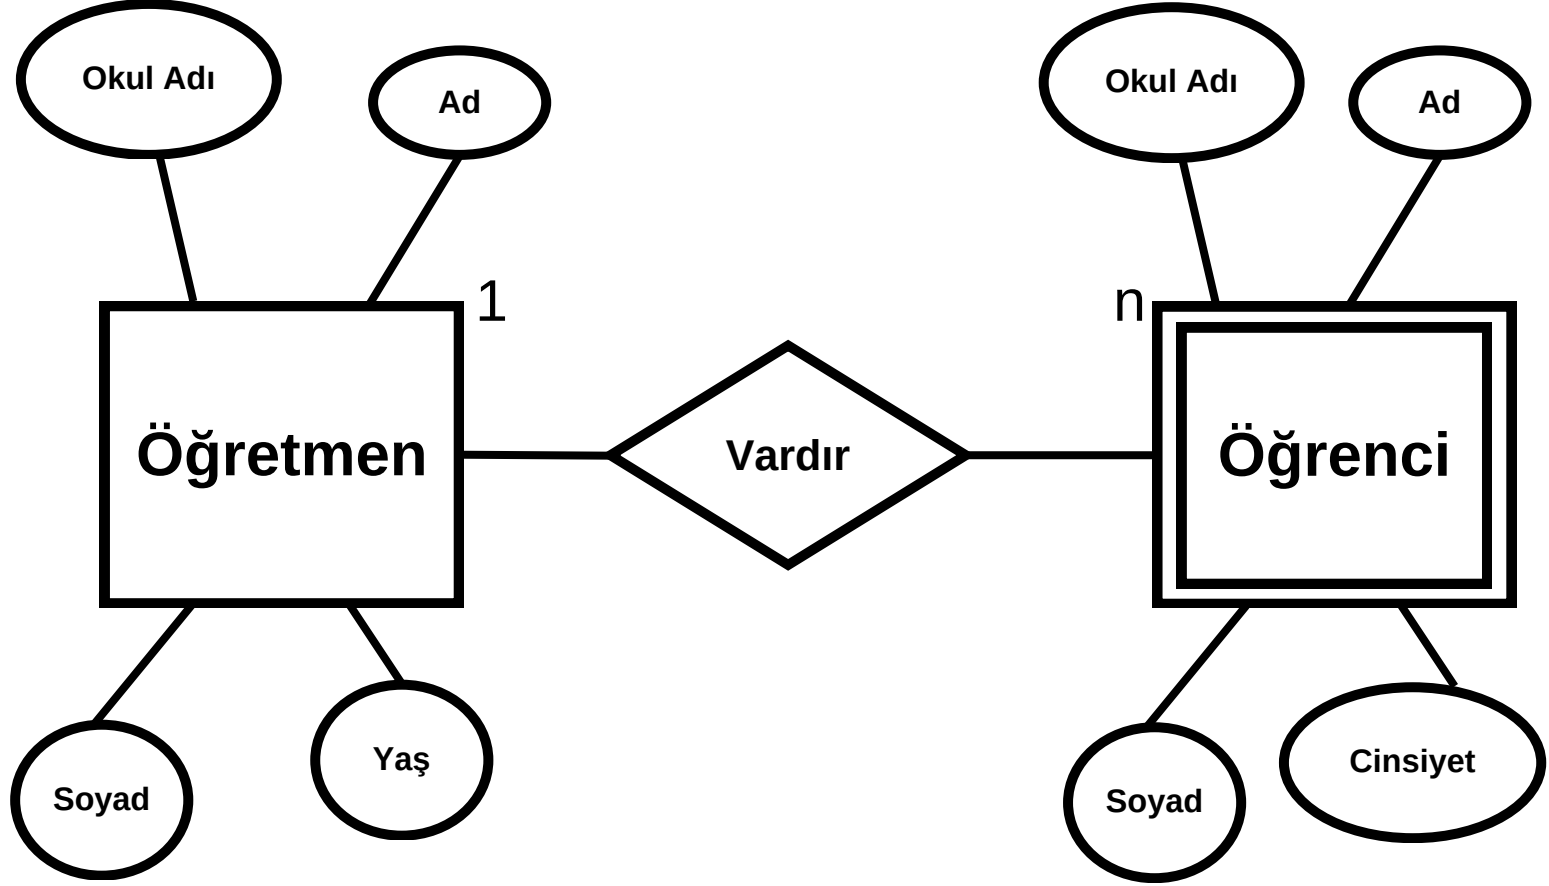 Okul Adı
Ad
Okul Adı
Ad
1
n
Öğretmen
Vardır
Öğrenci
Soyad
Yaş
Soyad
Cinsiyet